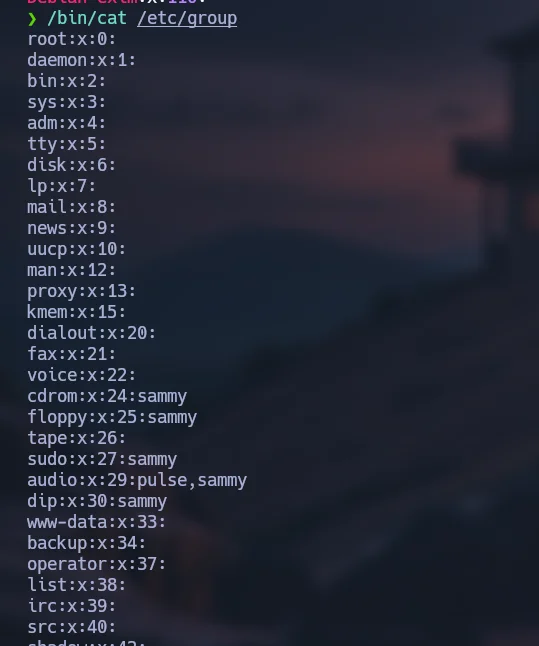 ❯ /bin/cat /etc/group
root:x:0:
daemon:x:1:
bin:x:2:
sys:x:3:
adm:x:4:
tty:x:5:
disk:x:6:
lp:x:7:
mail:x:8:
news:x:9:
uucp:x:10:
man:x:12:
proxy:x:13:
kmem:x:15:
dialout:x:20:
fax:x:21:
voice:x:22:
cdrom:x:24:sammy
floppy:x:25:sammy
tape:x:26:
sudo:x:27:sammy
audio:x:29:pulse,sammy
dip:x:30:sammy
www-data:x:33:
backup:x:34:
operator:x:37:
list:x:38:
irc:x:39:
src:x:40: